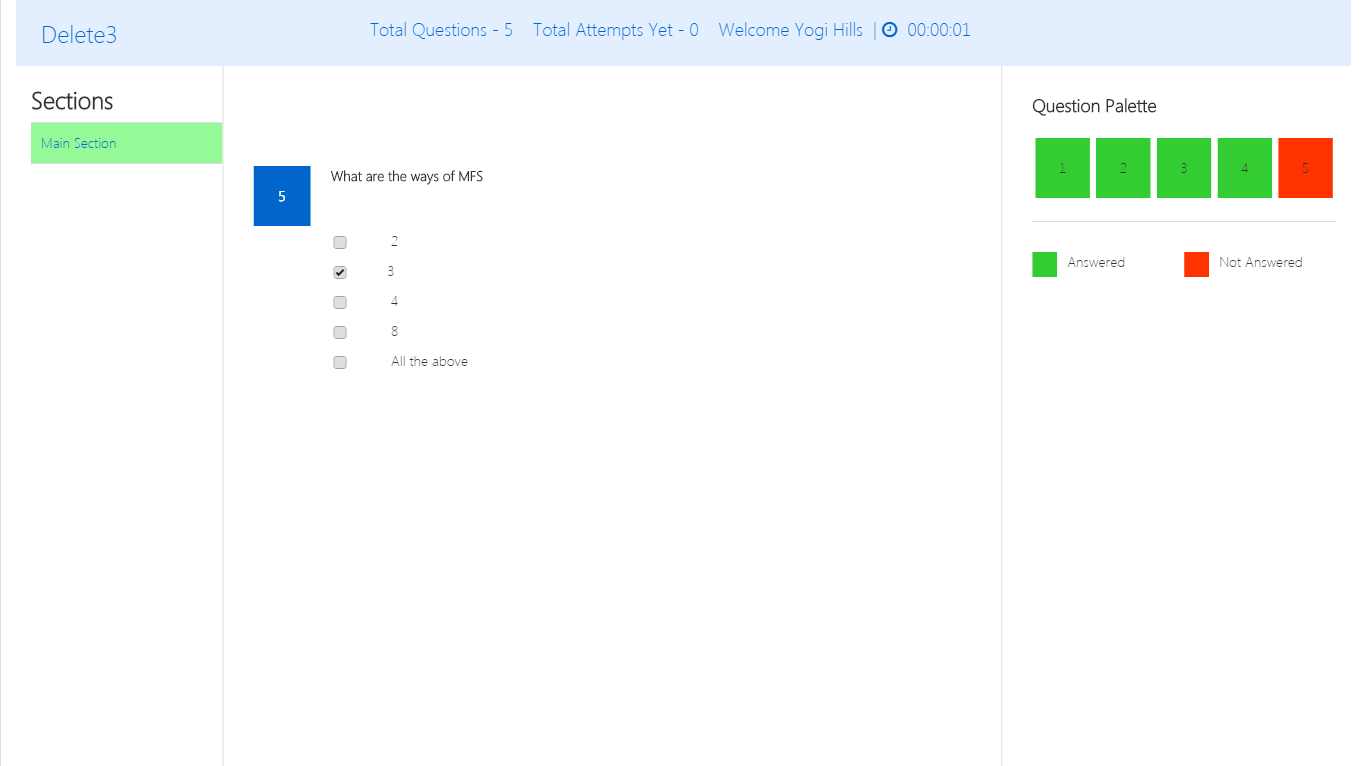 Delete3
Total Questions - 5 Total Attempts Yet - 0 Welcome Yogi Hills | 00:00:01
Sections
Main Section
5
What are the ways of MFS
2
3
4
8
All the above
Question Palette
1 2 3 4 5
Answered Not Answered